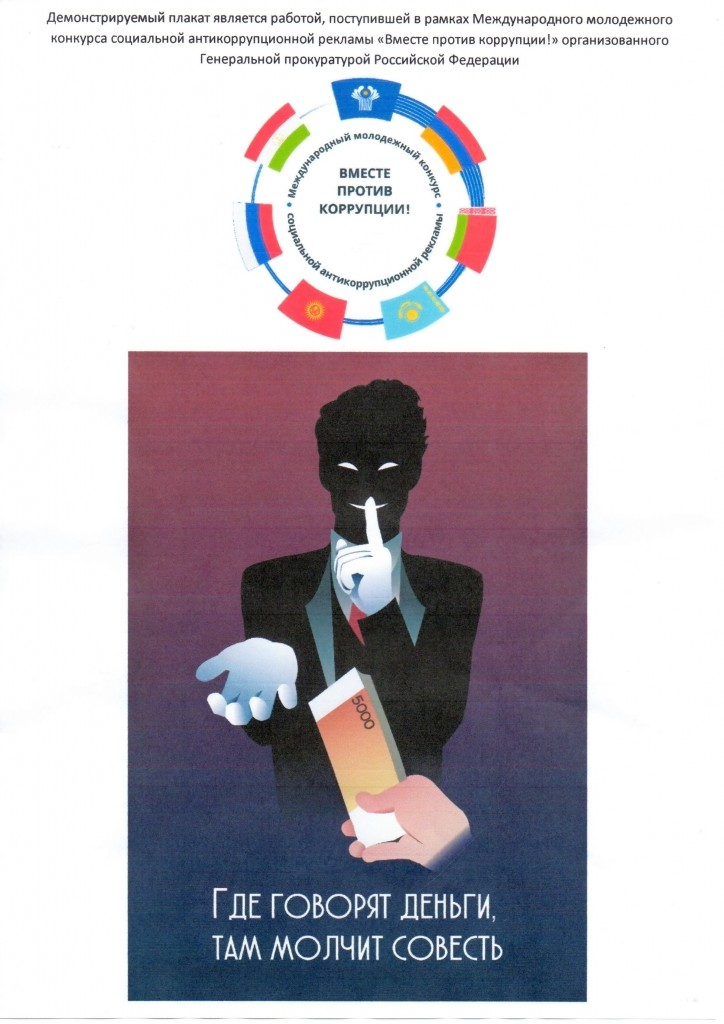 Демонстрируемый плакат является работой, поступившей в рамках Международного молодежного
конкурса социальной антикоррупционной рекламы «Вместе против коррупции!» организованного
Генеральной прокуратурой Российской Федерации
Международный молодежный конкурс
ВМЕСТЕ
ПРОТИВ
КОРРУПЦИИ!
социальной антикоррупционной рекламы
5000
Где говорят деньги,
там молчит совесть